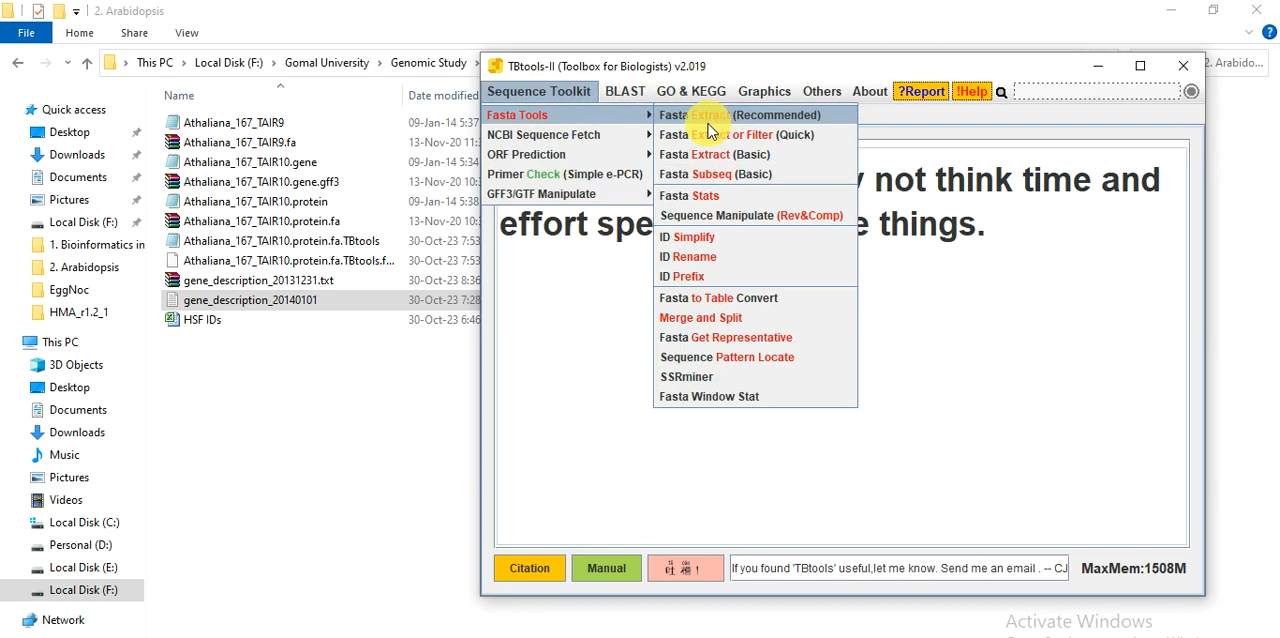 2. Arabidopsis
File Home Share View
This PC Local Disk (F:) Gomal University Genomic Study
2. Arabido...
Quick access
Desktop
Downloads
Documents
Pictures
Local Disk (F:)
1. Bioinformatics in
2. Arabidopsis
EggNoc
HMA_r1.2_1
This PC
3D Objects
Desktop
Documents
Downloads
Music
Pictures
Videos
Local Disk (C:)
Personal (D:)
Local Disk (E:)
Local Disk (F:)
Network
Name Date modified
Athaliana_167_TAIR9 09-Jan-14 5:37
Athaliana_167_TAIR9.fa 13-Nov-20 11:
Athaliana_167_TAIR10.gene 09-Jan-14 5:34
Athaliana_167_TAIR10.gene.gff3 13-Nov-20 10:
Athaliana_167_TAIR10.protein 09-Jan-14 5:38
Athaliana_167_TAIR10.protein.fa 13-Nov-20 10:
Athaliana_167_TAIR10.protein.fa.TBtools 30-Oct-23 7:53
Athaliana_167_TAIR10.protein.fa.TBtools.f... 30-Oct-23 7:53
gene_description_20131231.txt 30-Oct-23 8:36
gene_description_20140101 30-Oct-23 7:28
HSF IDs 30-Oct-23 6:46
TBtools-II (Toolbox for Biologists) v2.019
Sequence Toolkit BLAST GO & KEGG Graphics Others About ?Report !Help
Fasta Tools
NCBI Sequence Fetch
ORF Prediction
Primer Check (Simple e-PCR)
GFF3/GTF Manipulate
Fasta Extract (Recommended)
Fasta Extract or Filter (Quick)
Fasta Extract (Basic)
Fasta Subseq (Basic)
Fasta Stats
Sequence Manipulate (Rev&Comp)
ID Simplify
ID Rename
ID Prefix
Fasta to Table Convert
Merge and Split
Fasta Get Representative
Sequence Pattern Locate
SSRminer
Fasta Window Stat
not think time and
effort spe e things.
Citation Manual If you found 'TBtools' useful,let me know. Send me an email . -- CJ MaxMem:1508M
Activate Windows